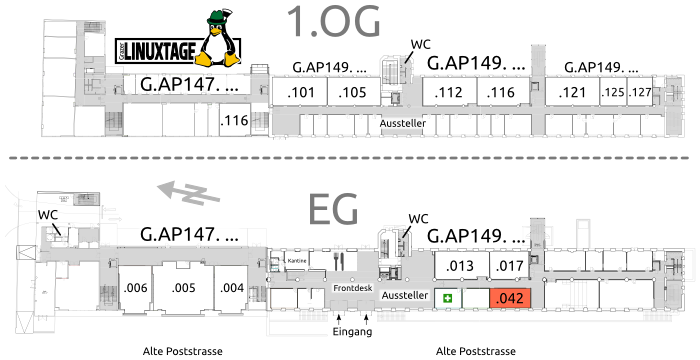 1.OG
Grazer
LINUXTAGE
WC
G.AP147. ...
G.AP149. ...
G.AP149. ...
G.AP149. ...
.101
.105
.112
.116
.121
.125
.127
.116
Aussteller
EG
WC
G.AP147. ...
WC
G.AP149. ...
Kantine
.013
.017
.006
.005
.004
Frontdesk
Aussteller
.042
Eingang
Alte Poststrasse
Alte Poststrasse